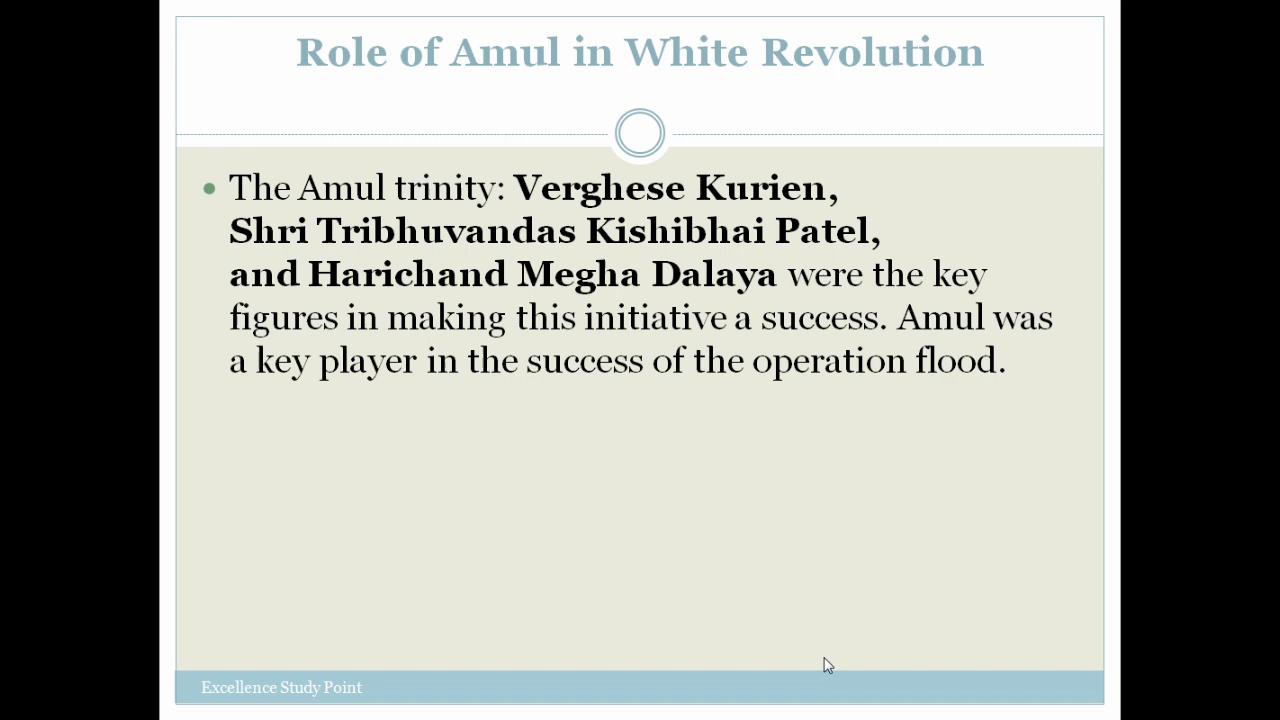 Role of Amul in White Revolution
• The Amul trinity: Verghese Kurien,
Shri Tribhuvandas Kishibhai Patel,
and Harichand Megha Dalaya were the key
figures in making this initiative a success. Amul was
a key player in the success of the operation flood.
Excellence Study Point